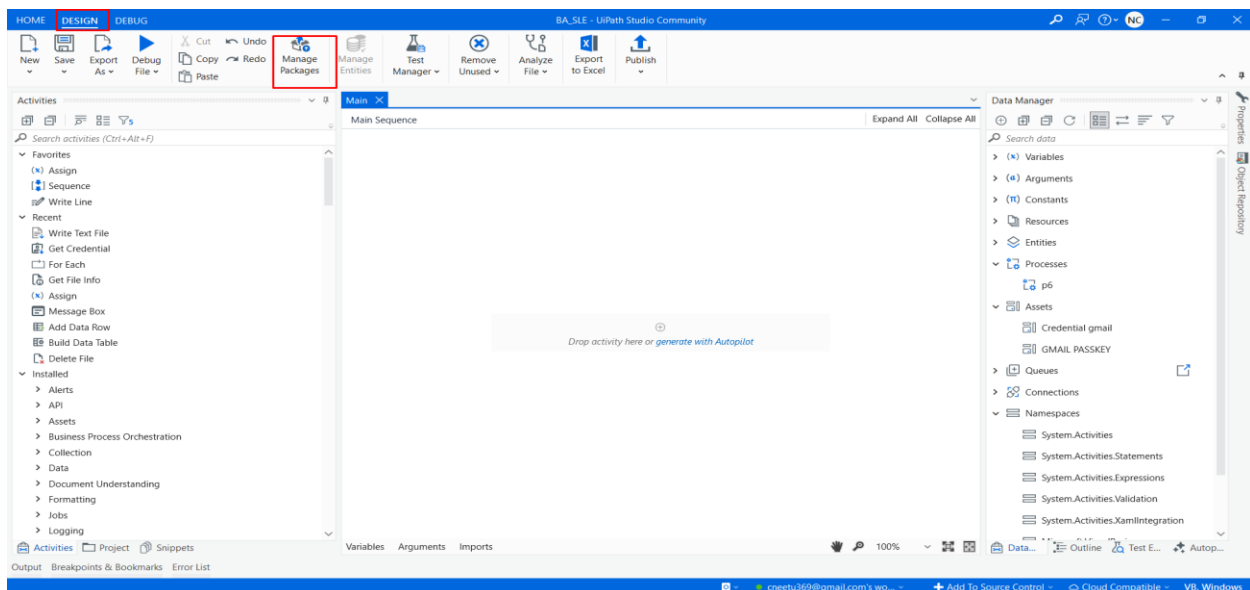 HOME DESIGN DEBUG
BA_SLE - UiPath Studio Community
NC
New
Save
Export As
Debug File
Cut
Copy
Paste
Undo
Redo
Manage Packages
Manage Entities
Test Manager
Remove Unused
Analyze File
Export to Excel
Publish
Activities
Search activities (Ctrl+Alt+F)
Favorites
Assign
Sequence
Write Line
Recent
Write Text File
Get Credential
For Each
Get File Info
Assign
Message Box
Add Data Row
Build Data Table
Delete File
Installed
Alerts
API
Assets
Business Process Orchestration
Collection
Data
Document Understanding
Formatting
Jobs
Logging
Activities Project Snippets
Main
Main Sequence
Expand All Collapse All
Drop activity here or generate with Autopilot
Variables Arguments Imports
100%
Data Manager
Search data
Variables
Arguments
Constants
Resources
Entities
Processes
p6
Assets
Credential gmail
GMAIL PASSKEY
Queues
Connections
Namespaces
System.Activities
System.Activities.Statements
System.Activities.Expressions
System.Activities.Validation
System.Activities.XamlIntegration
Data... Outline Test E... Autop...
Properties
Object Repository
Output Breakpoints & Bookmarks Error List
cneetu369@gmail.com's wo... Add To Source Control Cloud Compatible VB, Windows